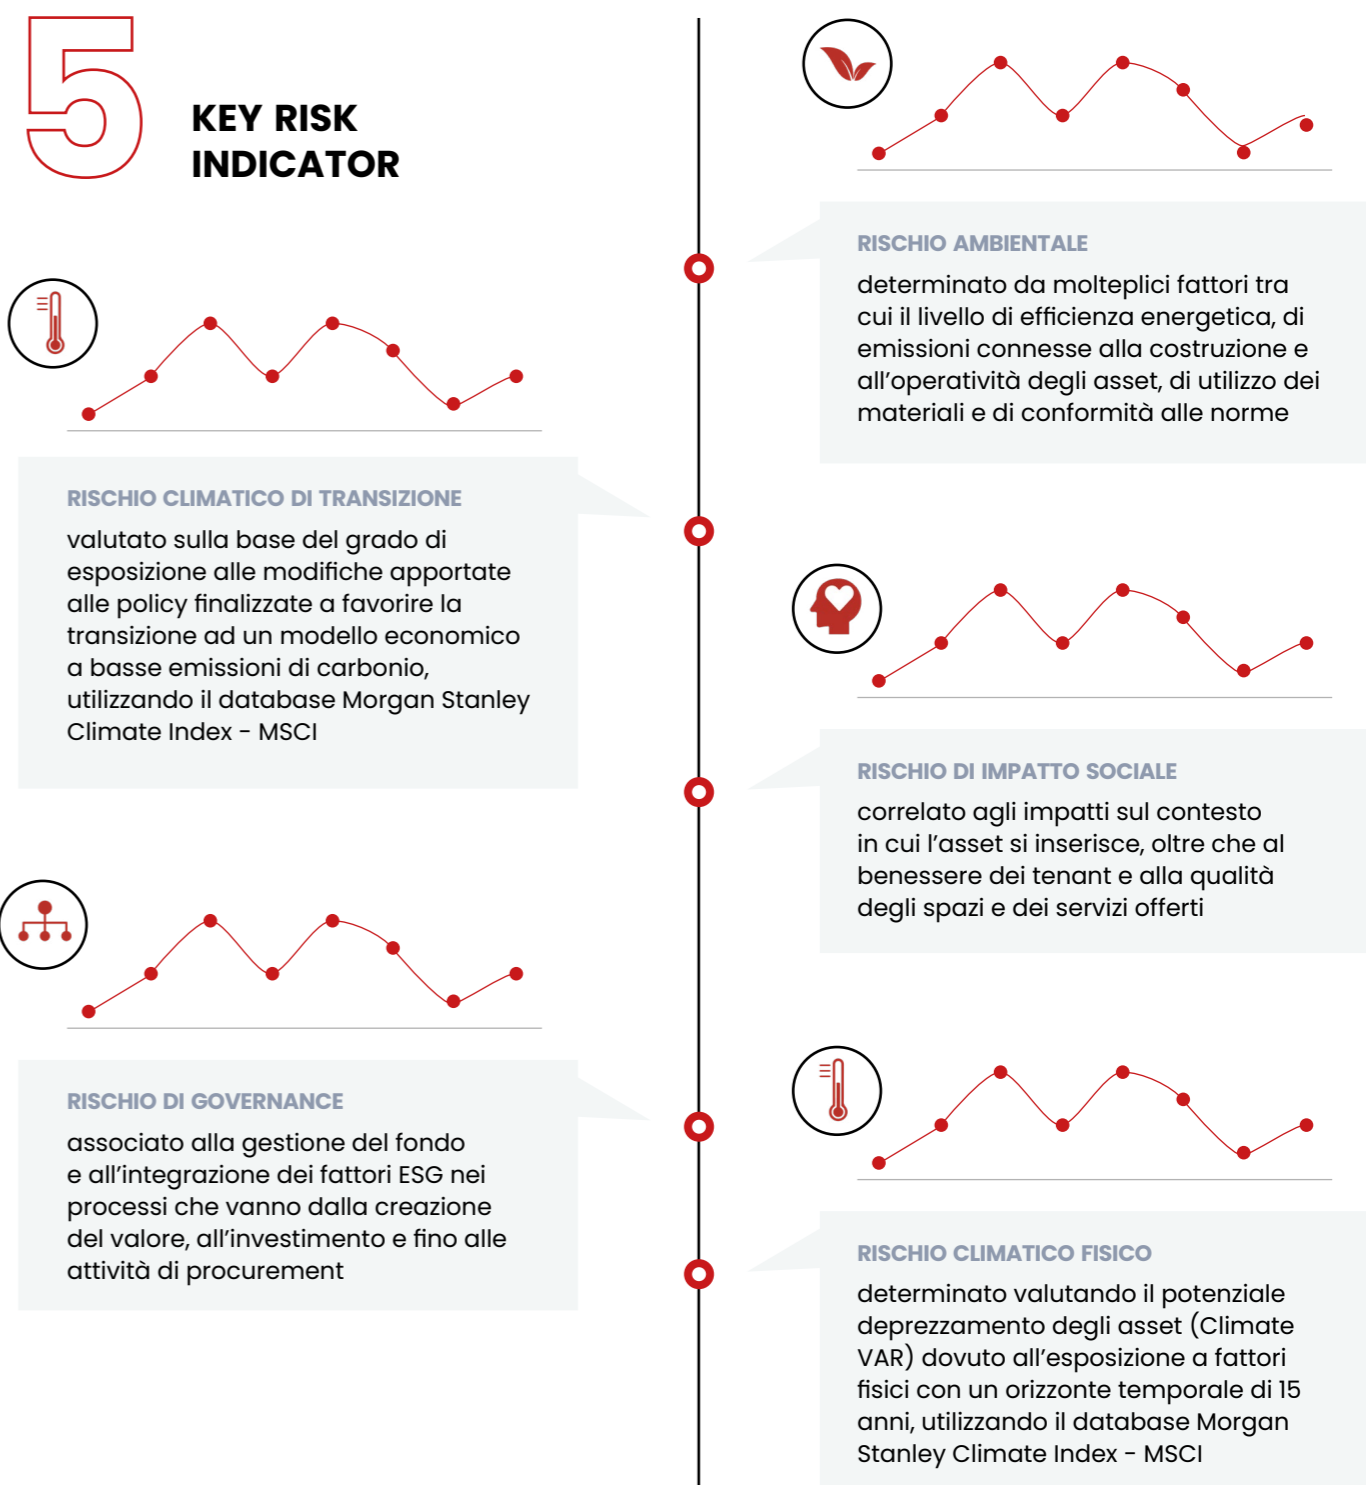 5
KEY RISK
INDICATOR
RISCHIO AMBIENTALE
determinato da molteplici fattori tra
cui il livello di efficienza energetica, di
emissioni connesse alla costruzione e
all'operatività degli asset, di utilizzo dei
materiali e di conformità alle norme
RISCHIO CLIMATICO DI TRANSIZIONE
valutato sulla base del grado di
esposizione alle modifiche apportate
alle policy finalizzate a favorire la
transizione ad un modello economico
a basse emissioni di carbonio,
utilizzando il database Morgan Stanley
Climate Index - MSCI
RISCHIO DI IMPATTO SOCIALE
correlato agli impatti sul contesto
in cui l'asset si inserisce, oltre che al
benessere dei tenant e alla qualità
degli spazi e dei servizi offerti
RISCHIO DI GOVERNANCE
associato alla gestione del fondo
e all'integrazione dei fattori ESG nei
processi che vanno dalla creazione
del valore, all'investimento e fino alle
attività di procurement
RISCHIO CLIMATICO FISICO
determinato valutando il potenziale
deprezzamento degli asset (Climate
VAR) dovuto all'esposizione a fattori
fisici con un orizzonte temporale di 15
anni, utilizzando il database Morgan
Stanley Climate Index - MSCI